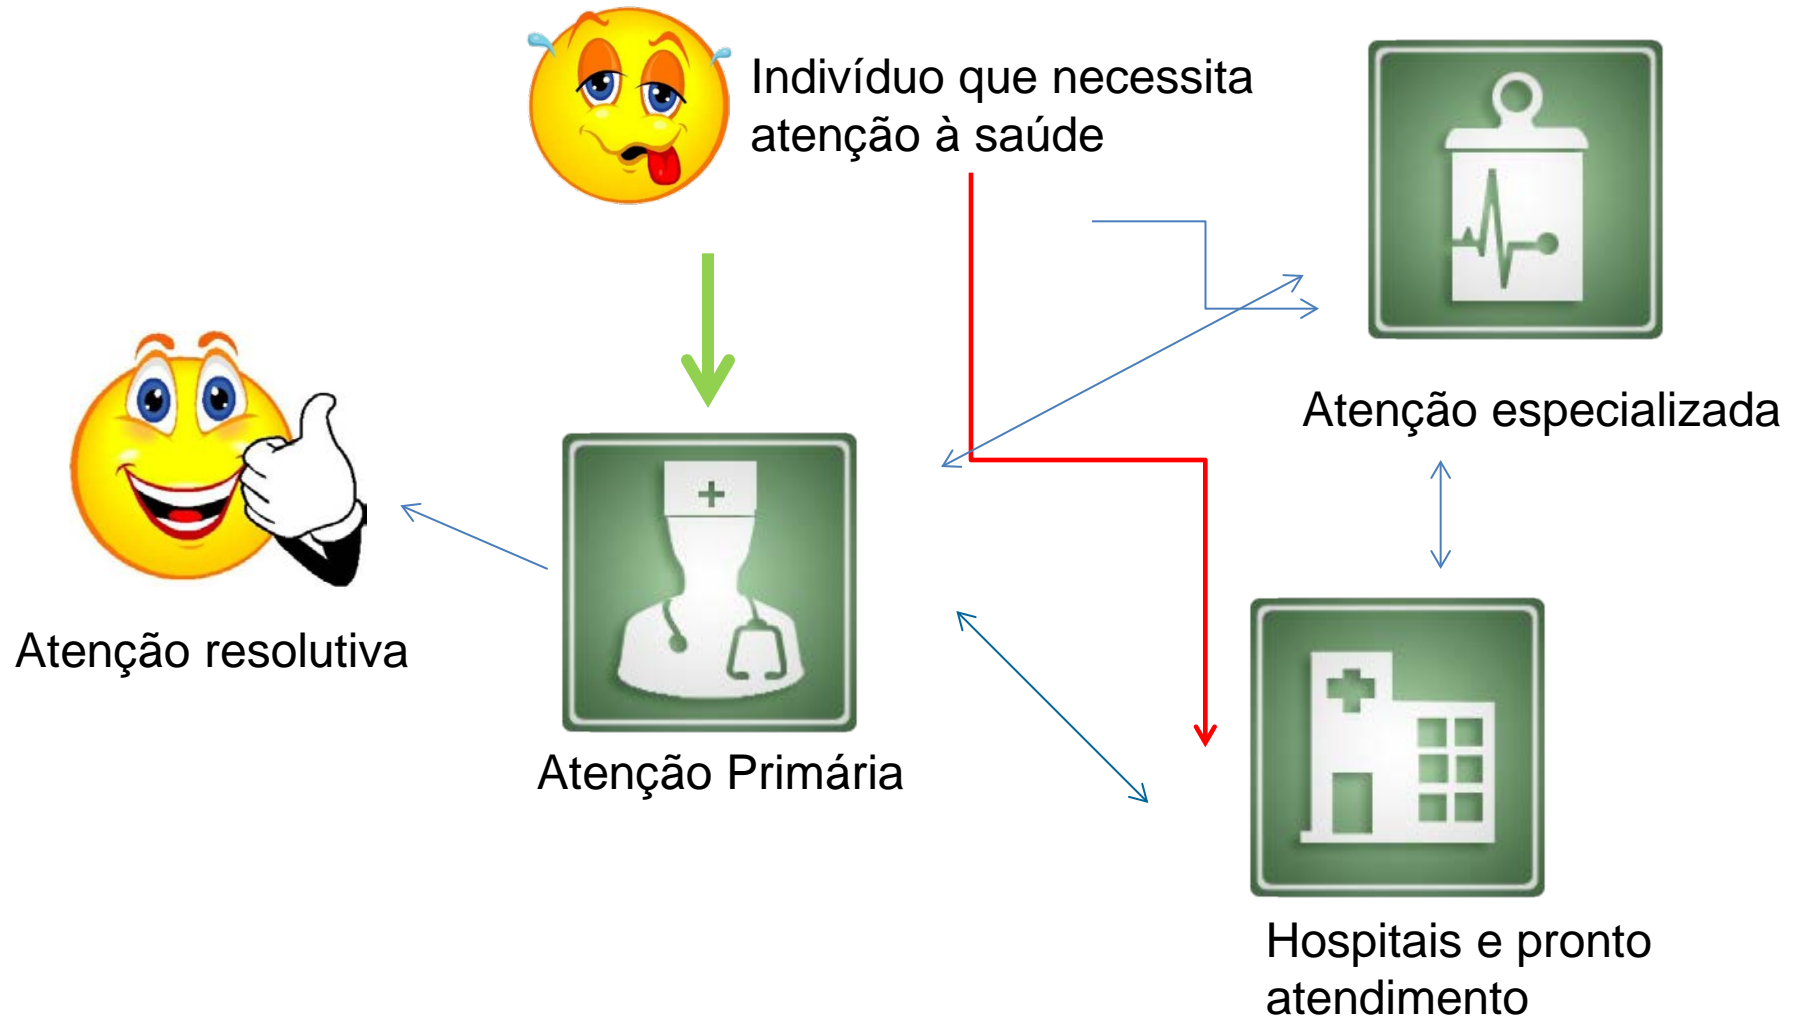 Indivíduo que necessita
atenção à saúde
Atenção especializada
Atenção resolutiva
Atenção Primária
Hospitais e pronto
atendimento